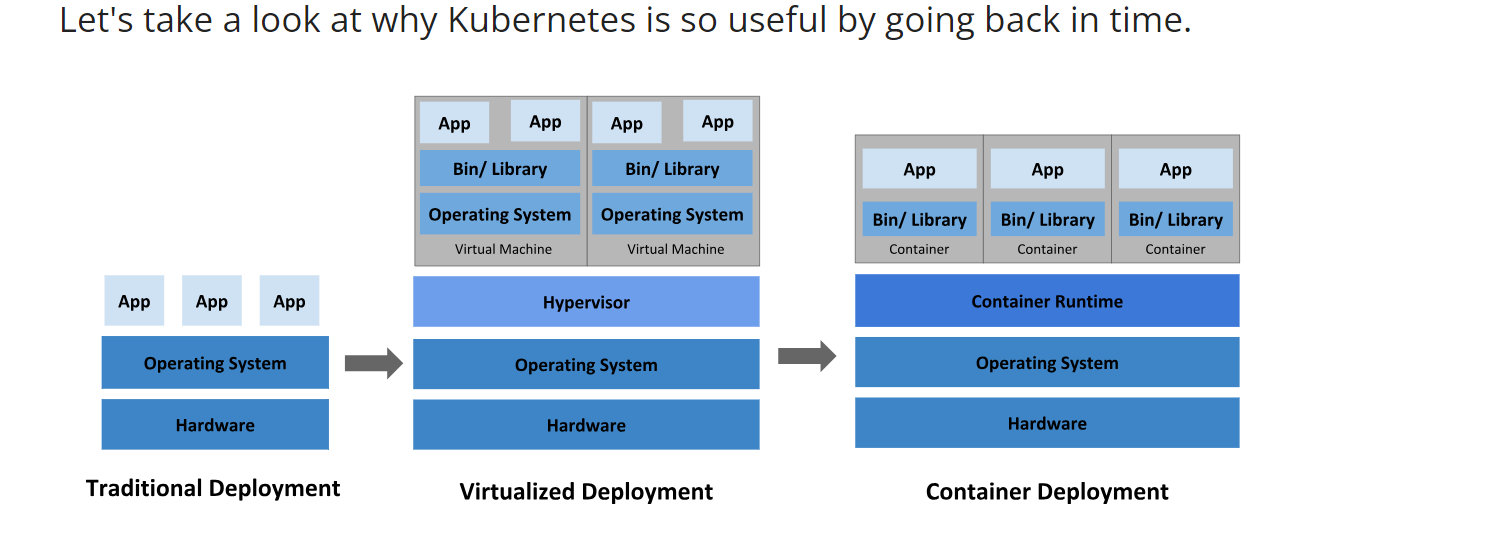 Let's take a look at why Kubernetes is so useful by going back in time.
App
App
App
Operating System
Hardware
Traditional Deployment
App
App
App
App
Bin/ Library
Bin/ Library
Operating System
Operating System
Virtual Machine
Virtual Machine
Hypervisor
Operating System
Hardware
Virtualized Deployment
App
App
App
Bin/ Library
Bin/ Library
Bin/ Library
Container
Container
Container
Container Runtime
Operating System
Hardware
Container Deployment